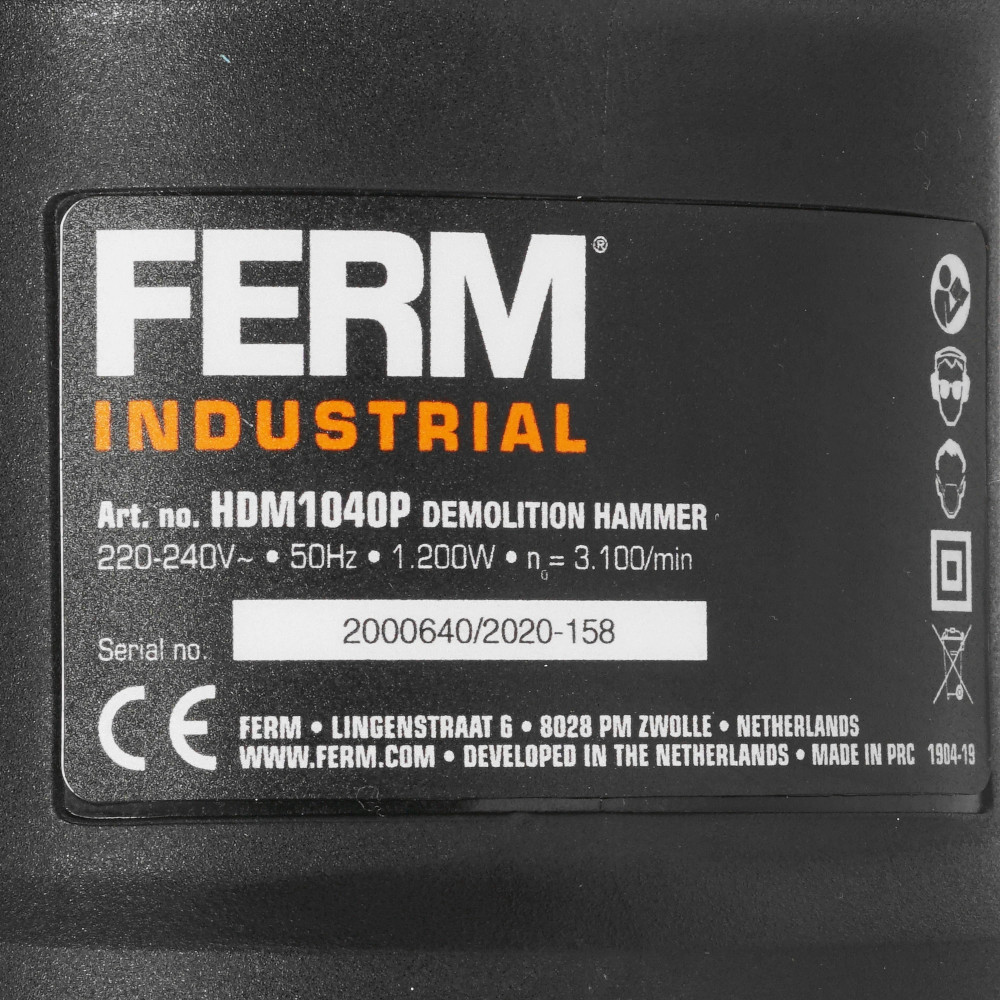 FERM®
INDUSTRIAL
Art. no. HDM1040P DEMOLITION HAMMER
220-240V~ • 50Hz • 1.200W • n₀= 3.100/min
Serial no. 2000640/2020-158
CE
FERM • LINGENSTRAAT 6 • 8028 PM ZWOLLE • NETHERLANDS
WWW.FERM.COM • DEVELOPED IN THE NETHERLANDS • MADE IN PRC 1904-19